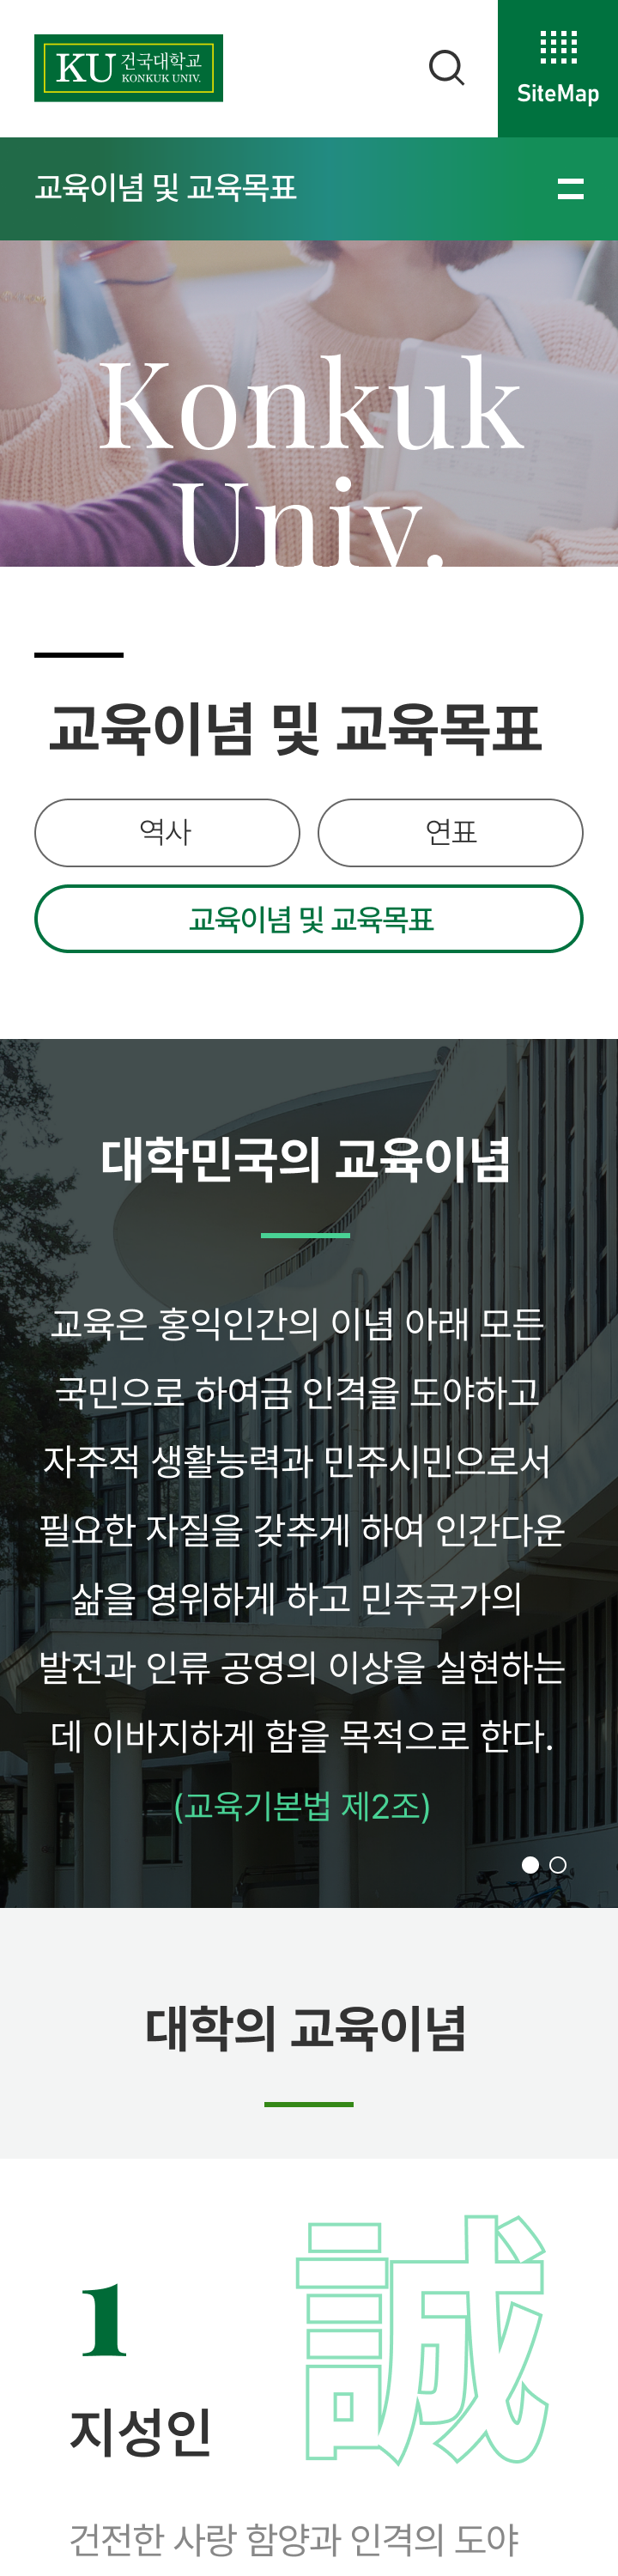 KU 건국대학교
KONKUK UNIV.
SiteMap
교육이념 및 교육목표
Konkuk
Univ.
교육이념 및 교육목표
역사
연표
교육이념 및 교육목표
대학민국의 교육이념
교육은 홍익인간의 이념 아래 모든
국민으로 하여금 인격을 도야하고
자주적 생활능력과 민주시민으로서
필요한 자질을 갖추게 하여 인간다운
삶을 영위하게 하고 민주국가의
발전과 인류 공영의 이상을 실현하는
데 이바지하게 함을 목적으로 한다.
(교육기본법 제2조)
대학의 교육이념
1
誠
지성인
건전한 사랑 함양과 인격의 도야